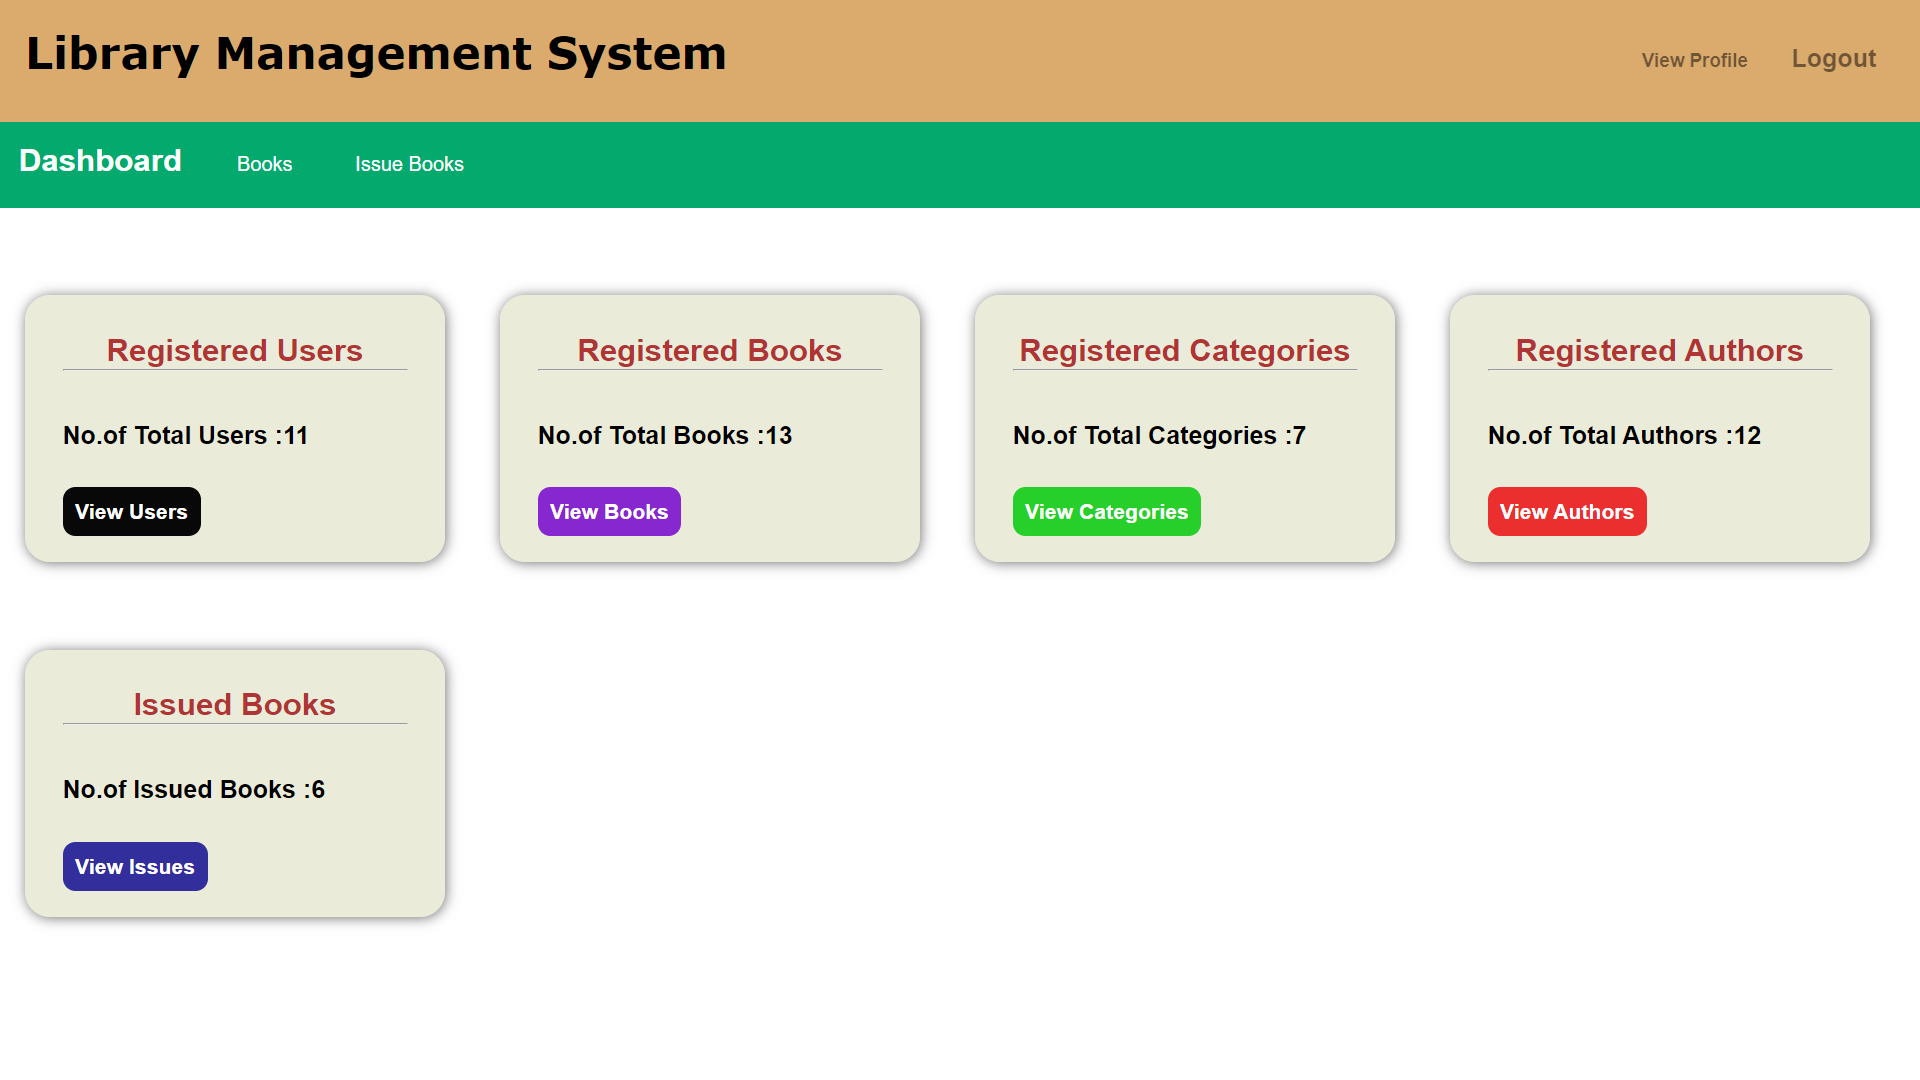 Library Management System
View Profile
Logout
Dashboard
Books
Issue Books
Registered Users
No.of Total Users :11
View Users
Registered Books
No.of Total Books :13
View Books
Registered Categories
No.of Total Categories :7
View Categories
Registered Authors
No.of Total Authors :12
View Authors
Issued Books
No.of Issued Books :6
View Issues